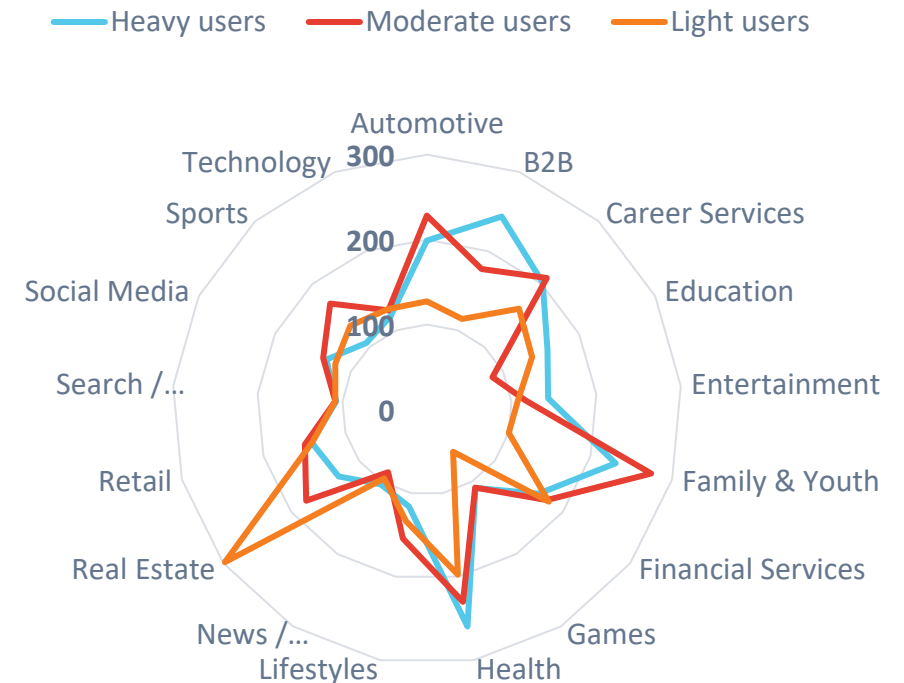 Heavy users Moderate users Light users
Automotive
300
Technology
B2B
Sports
Career Services
200
Social Media
Education
100
Search /...
Entertainment
0
Retail
Family & Youth
Real Estate
Financial Services
News /...
Games
Lifestyles
Health